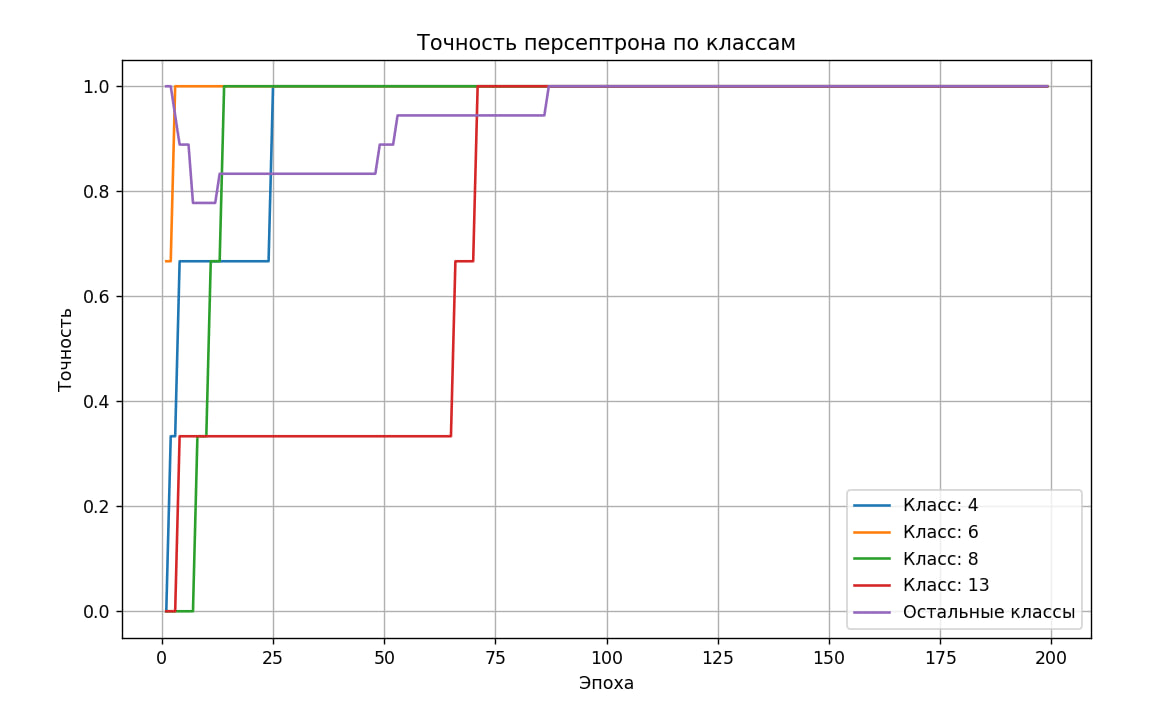 Точность персептрона по классам
Точность
1.0
0.8
0.6
0.4
0.2
0.0
Класс: 4
Класс: 6
Класс: 8
Класс: 13
Остальные классы
0 25 50 75 100 125 150 175 200
Эпоха